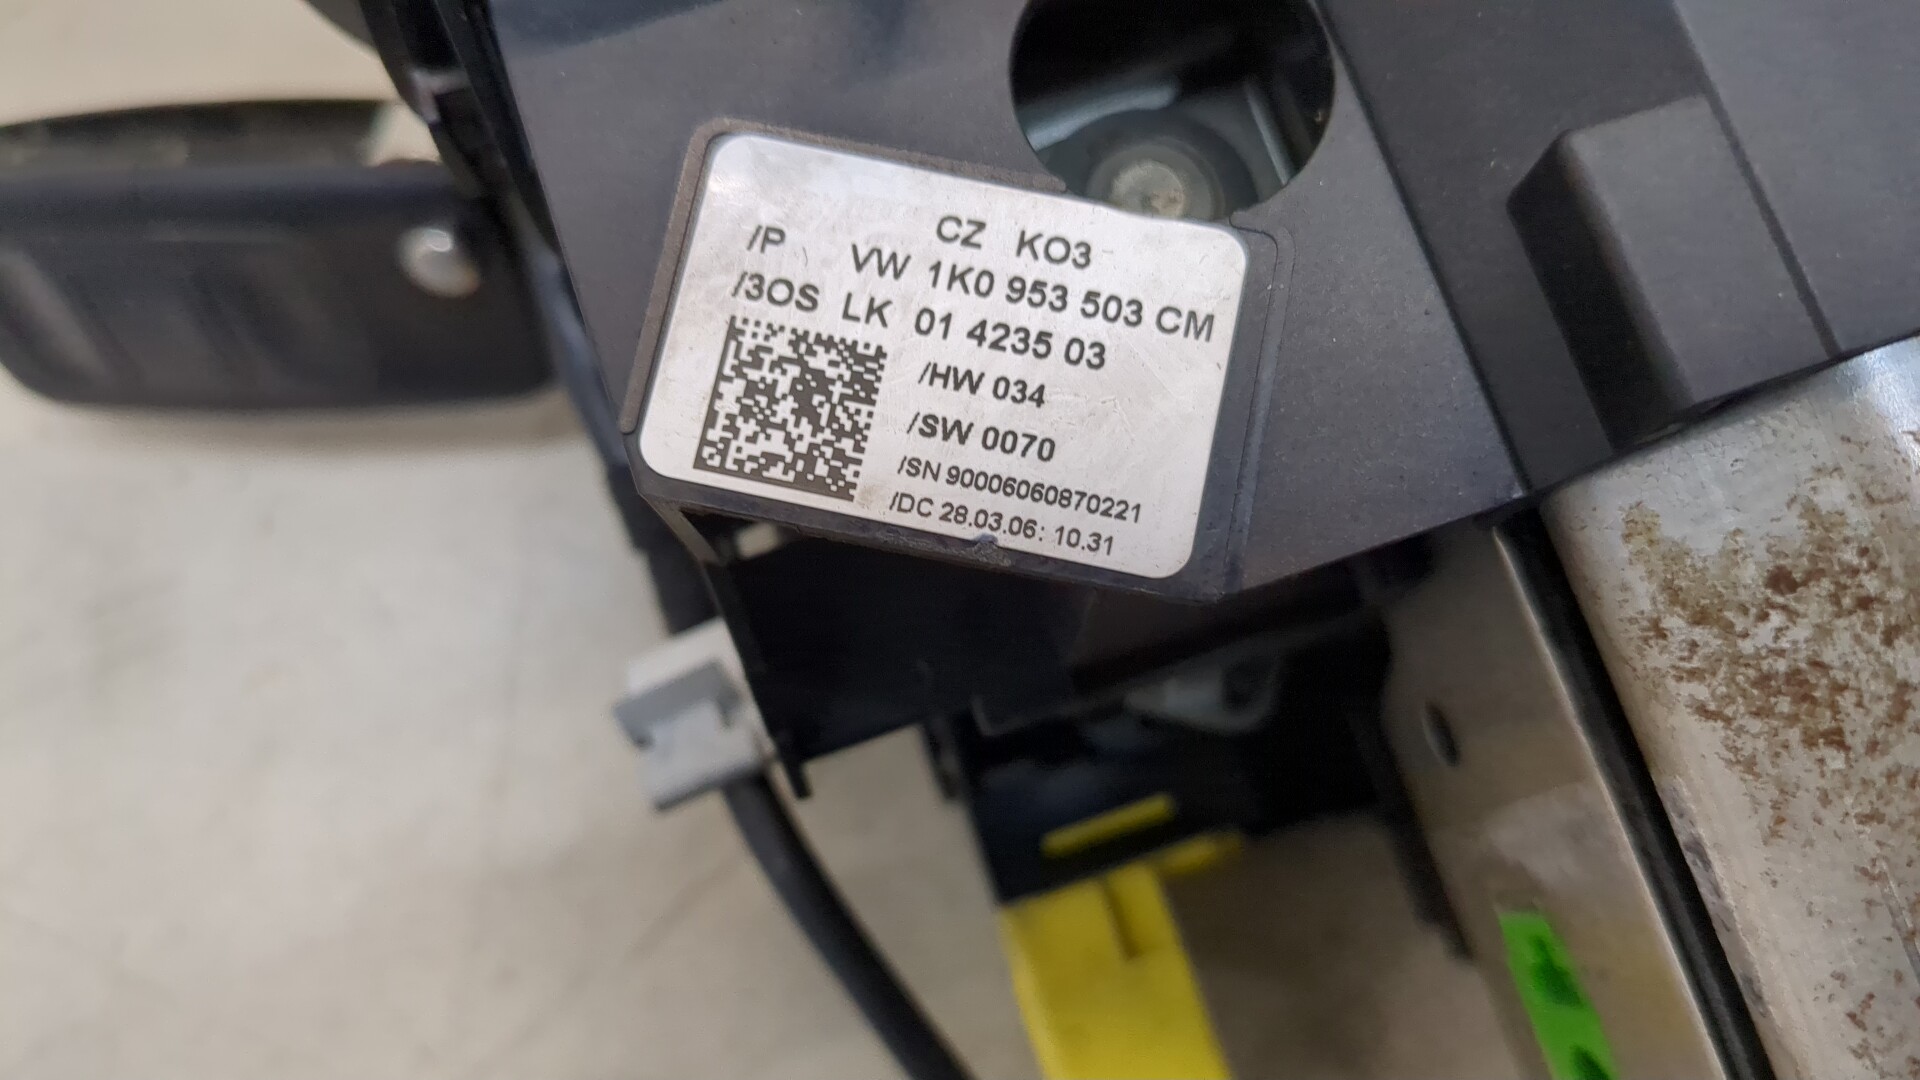 CZ KO3
/P VW 1K0 953 503 CM
/3OS LK 01 4235 03
/HW 034
/SW 0070
/SN 90006060870221
/DC 28.03.06: 10.31